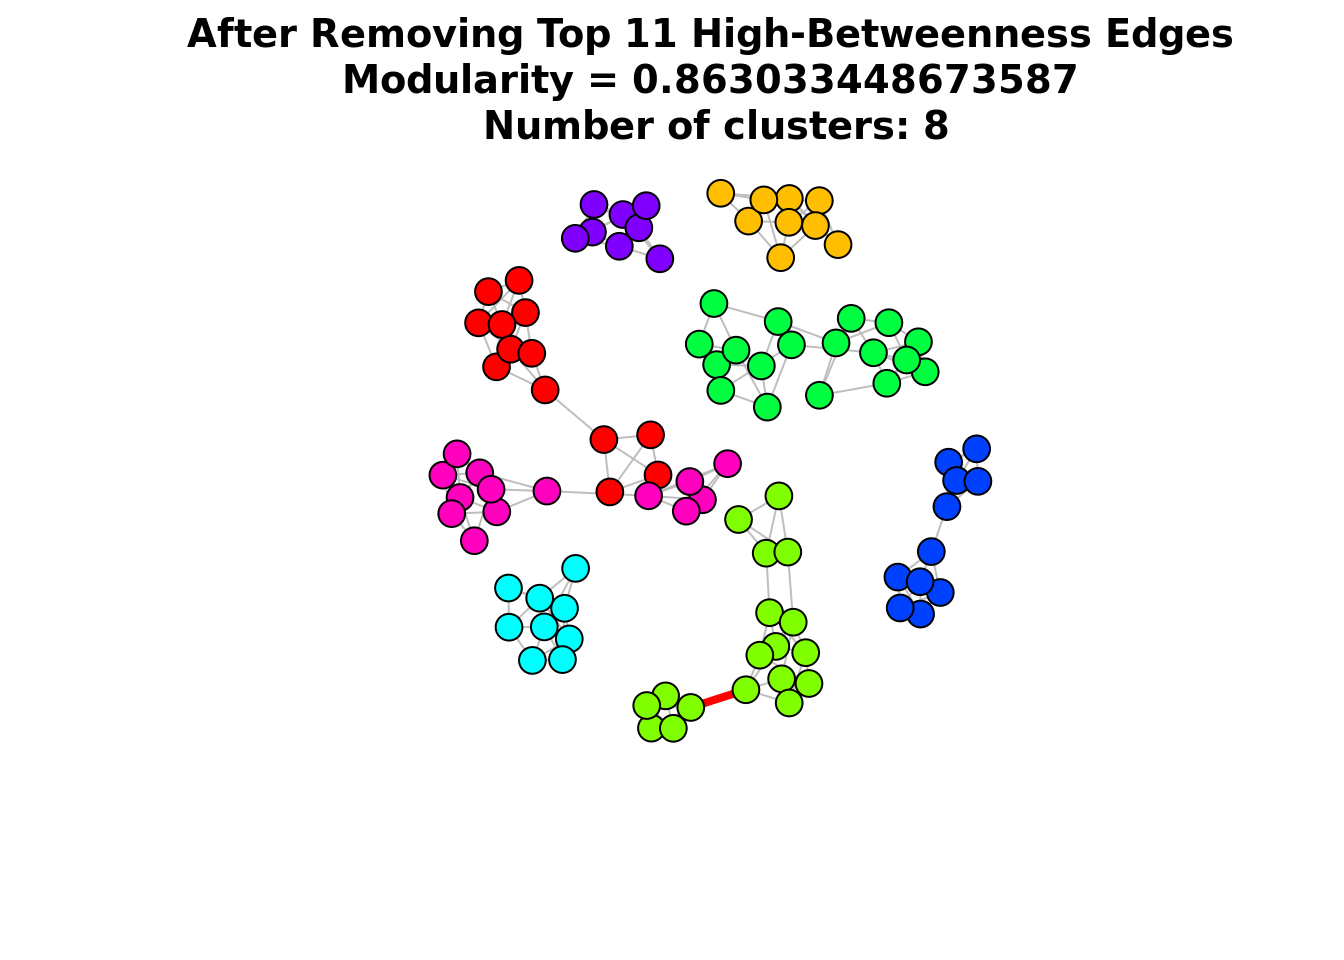 After Removing Top 11 High-Betweenness Edges
Modularity = 0.863033448673587
Number of clusters: 8